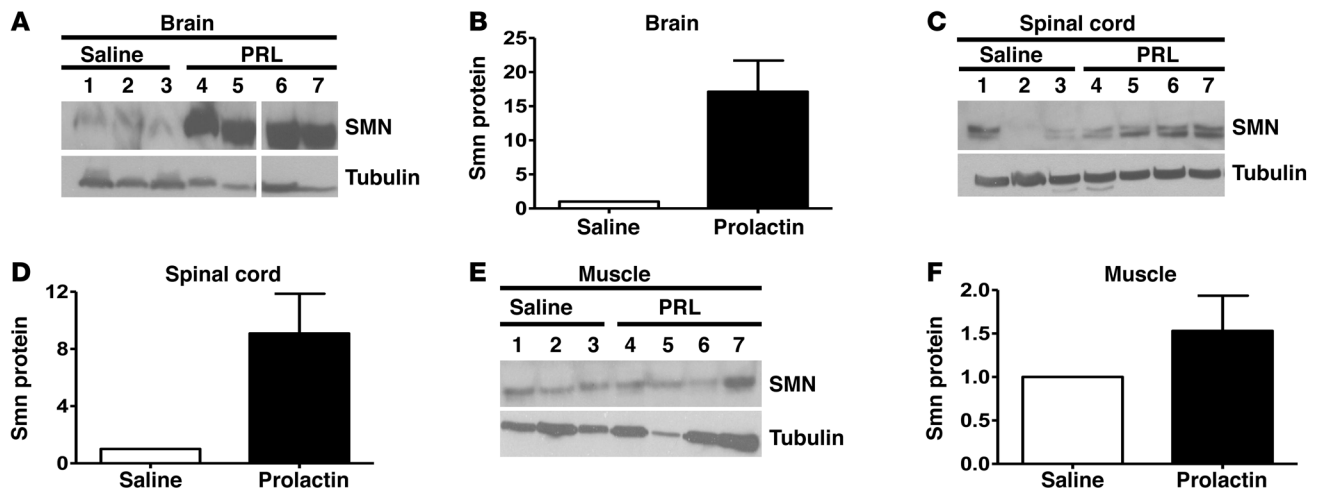 A
Brain
Saline PRL
1 2 3 4 5 6 7
SMN
Tubulin
B
Brain
Smn protein
25
20
15
10
5
0
Saline Prolactin
C
Spinal cord
Saline PRL
1 2 3 4 5 6 7
SMN
Tubulin
D
Spinal cord
Smn protein
12
8
4
0
Saline Prolactin
E
Muscle
Saline PRL
1 2 3 4 5 6 7
SMN
Tubulin
F
Muscle
Smn protein
2.0
1.5
1.0
0.5
0.0
Saline Prolactin